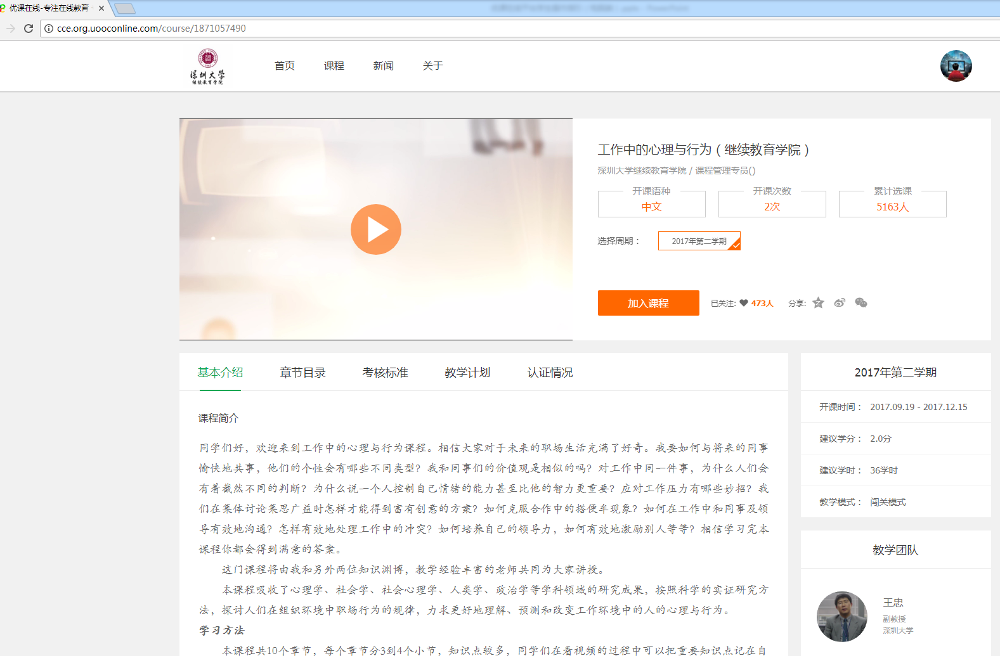 优课在线-专注在线教育
cce.org.uooconline.com/course/1871057490
深圳大学
继续教育学院
首页
课程
新闻
关于
工作中的心理与行为（继续教育学院）
深圳大学继续教育学院 / 课程管理专员()
开课语种
中文
开课次数
2次
累计选课
5163人
选择周期：
2017年第二学期
加入课程
已关注:
473人
分享:
基本介绍
章节目录
考核标准
教学计划
认证情况
课程简介
同学们好，欢迎来到工作中的心理与行为课程。相信大家对于未来的职场生活充满了好奇。我要如何与将来的同事
愉快地共事，他们的个性会有哪些不同类型？我和同事们的价值观是相似的吗？对工作中同一件事，为什么人们会
有着截然不同的判断？为什么说一个人控制自己情绪的能力甚至比他的智力更重要？应对工作压力有哪些妙招？我
们在集体讨论集思广益时怎样才能得到富有创意的方案？如何克服合作中的搭便车现象？如何在工作中和同事及领
导有效地沟通？怎样有效地处理工作中的冲突？如何培养自己的领导力，如何有效地激励别人等等？相信学习完本
课程你都会得到满意的答案。
这门课程将由我和另外两位知识渊博，教学经验丰富的老师共同为大家讲授。
本课程吸收了心理学、社会学、社会心理学、人类学、政治学等学科领域的研究成果，按照科学的实证研究方
法，探讨人们在组织环境中职场行为的规律，力求更好地理解、预测和改变工作环境中的人的心理与行为。
学习方法
本课程共10个章节，每个章节分3到4个小节，知识点较多，同学们在看视频的过程中可以把重要知识点记在自
2017年第二学期
开课时间： 2017.09.19 - 2017.12.15
建议学分： 2.0分
建议学时： 36学时
教学模式： 闯关模式
教学团队
王忠
副教授
深圳大学